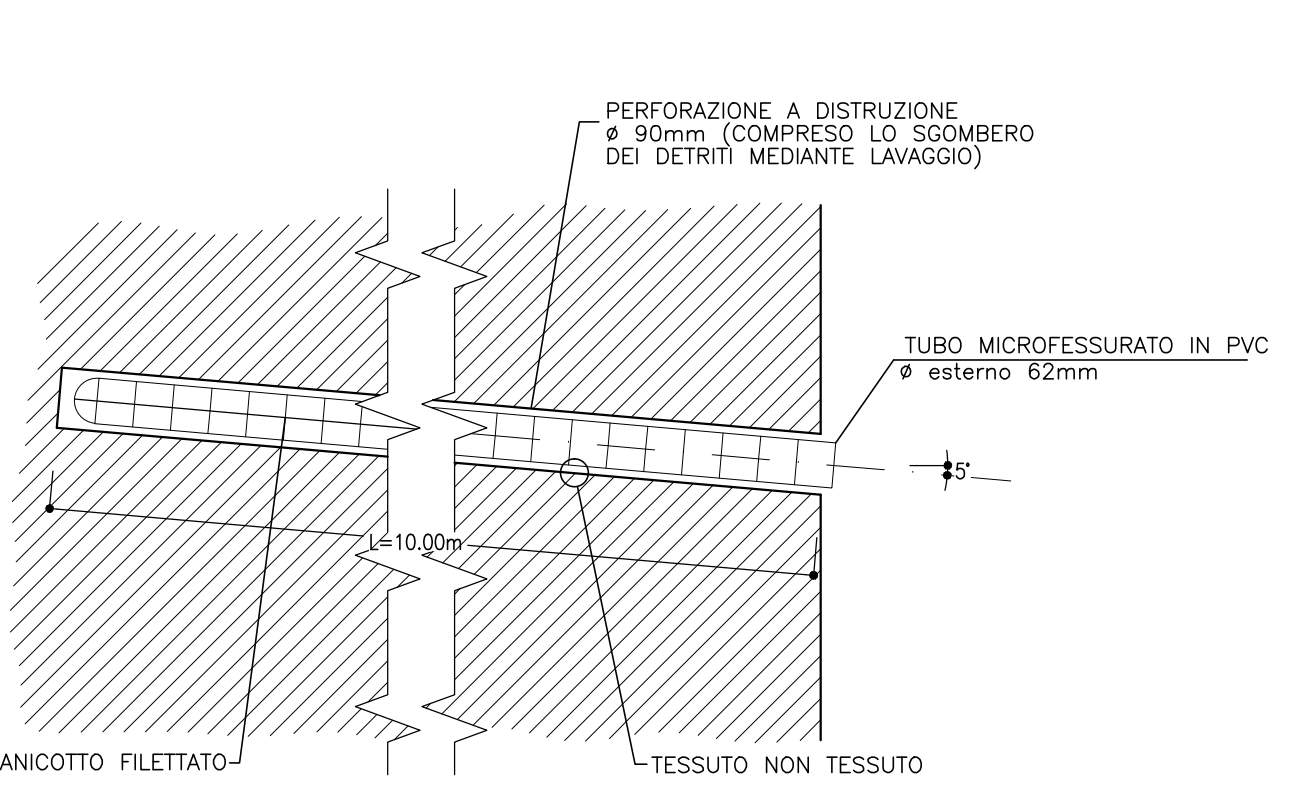 PERFORAZIONE A DISTRUZIONE
Ø 90mm (COMPRESO LO SGOMBERO
DEI DETRITI MEDIANTE LAVAGGIO)
TUBO MICROFESSURATO IN PVC
Ø esterno 62mm
5°
L=10.00m
ANICOTTO FILETTATO
TESSUTO NON TESSUTO